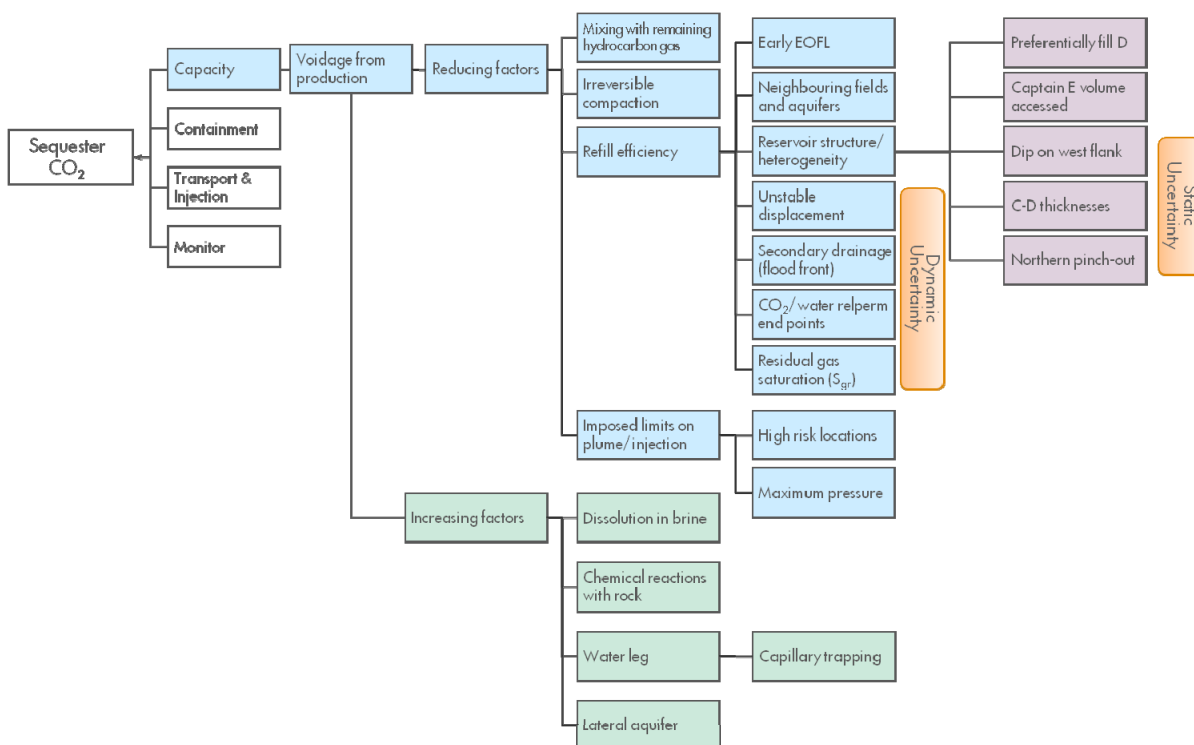 Sequester
CO₂
Capacity
Containment
Transport &
Injection
Monitor
Voidage from
production
Reducing factors
Increasing factors
Mixing with remaining
hydrocarbon gas
Irreversible
compaction
Refill efficiency
Imposed limits on
plume/injection
Dissolution in brine
Chemical reactions
with rock
Water leg
Lateral aquifer
Early EOFL
Neighbouring fields
and aquifers
Reservoir structure/
heterogeneity
Unstable
displacement
Secondary drainage
(flood front)
CO₂/water relperm
end points
Residual gas
saturation (Sgr)
High risk locations
Maximum pressure
Capillary trapping
Dynamic
Uncertainty
Preferentially fill D
Captain E volume
accessed
Dip on west flank
C-D thicknesses
Northern pinch-out
Static
Uncertainty